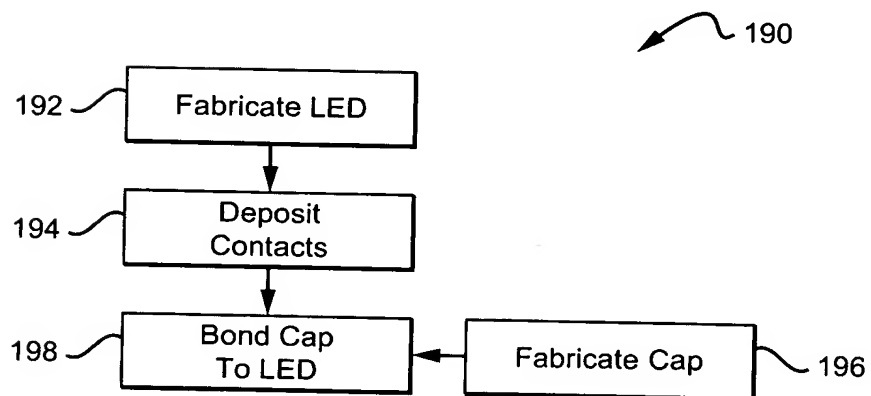 190
192
Fabricate LED
194
Deposit
Contacts
198
Bond Cap
To LED
Fabricate Cap
196